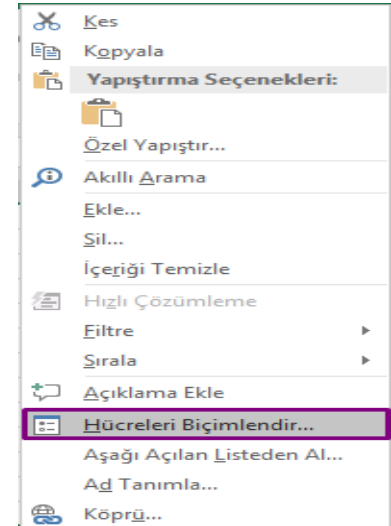 Kes
Kopyala
Yapıştırma Seçenekleri:
Özel Yapıştır...
Akıllı Arama
Ekle...
Sil...
İçeriği Temizle
Hızlı Çözümleme
Filtre
Sırala
Açıklama Ekle
Hücreleri Biçimlendir...
Aşağı Açılan Listeden Al...
Ad Tanımla...
Köprü...